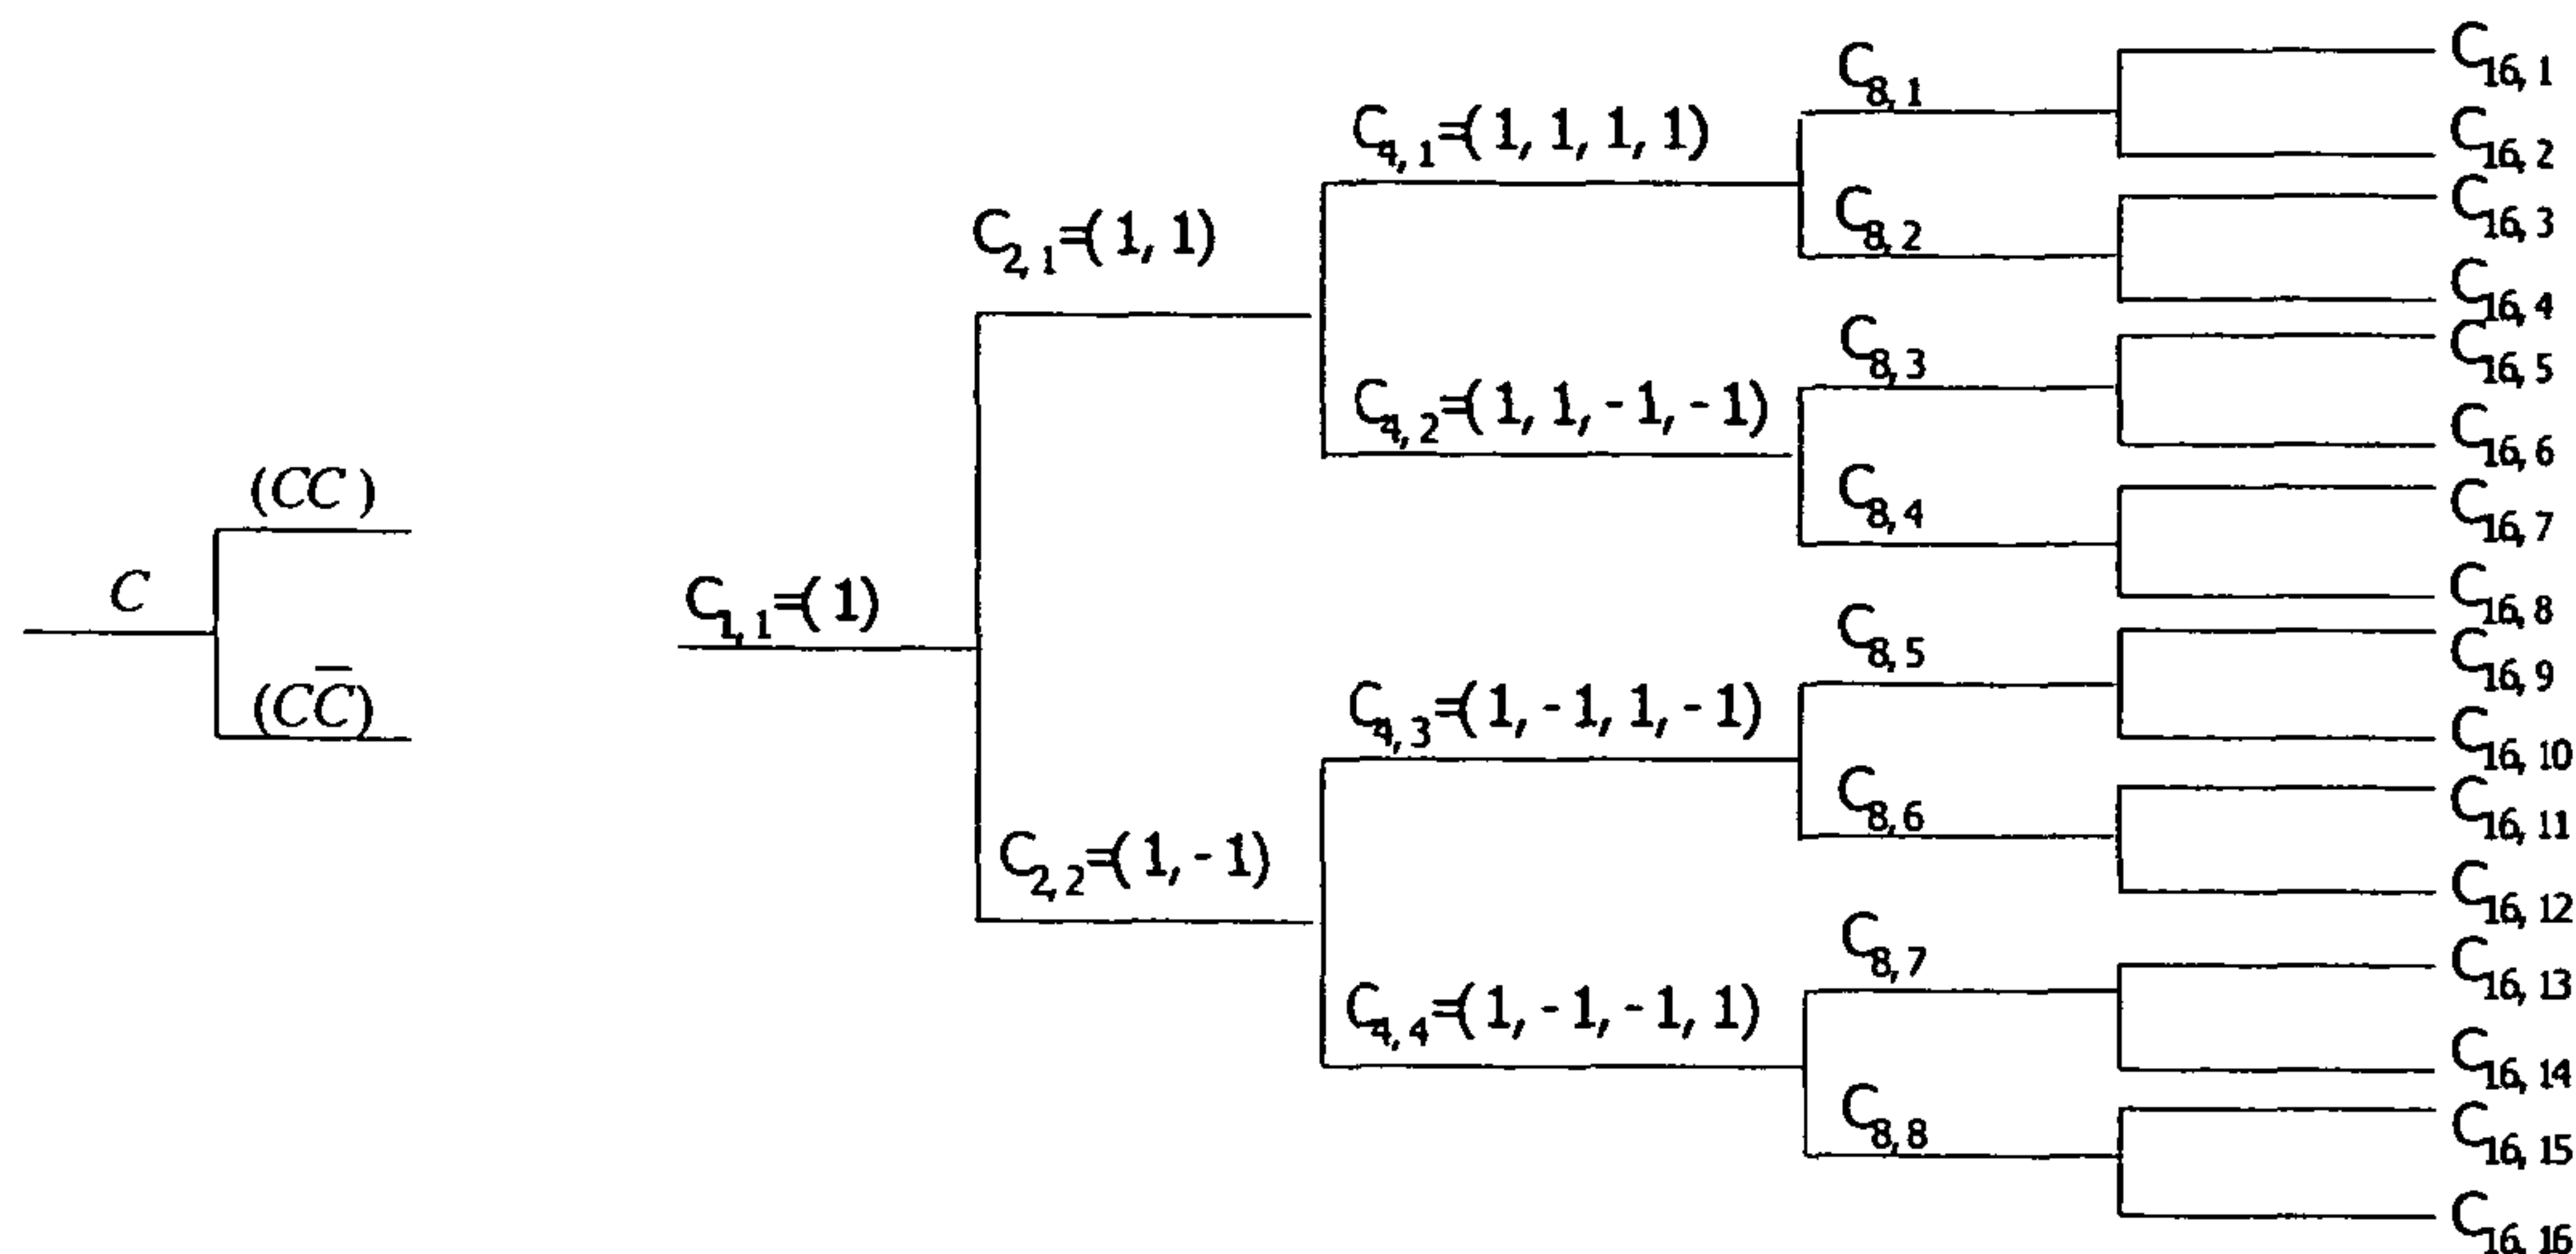 C
(CC)
(CC̅)
C1,1=(1)
C2,1=(1, 1)
C2,2=(1, -1)
C4,1=(1, 1, 1, 1)
C4,2=(1, 1, -1, -1)
C4,3=(1, -1, 1, -1)
C4,4=(1, -1, -1, 1)
C8,1
C8,2
C8,3
C8,4
C8,5
C8,6
C8,7
C8,8
C16,1
C16,2
C16,3
C16,4
C16,5
C16,6
C16,7
C16,8
C16,9
C16,10
C16,11
C16,12
C16,13
C16,14
C16,15
C16,16